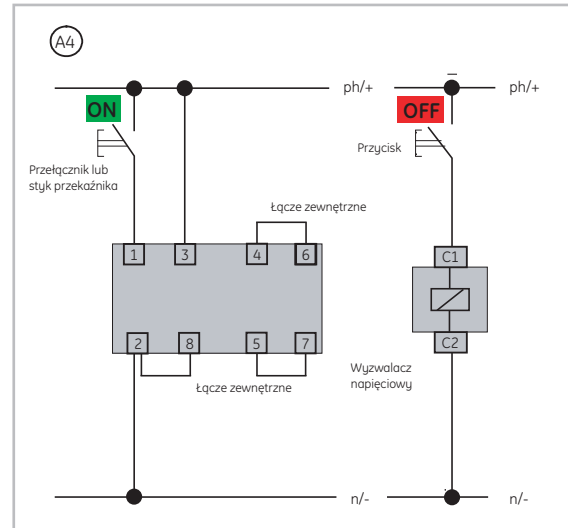 A4
ph/+
ph/+
ON
OFF
Przełącznik lub
styk przekaźnika
Przycisk
Łącze zewnętrzne
1
3
4
6
C1
2
8
5
7
C2
Łącze zewnętrzne
Wyzwalacz
napięciowy
n/-
n/-